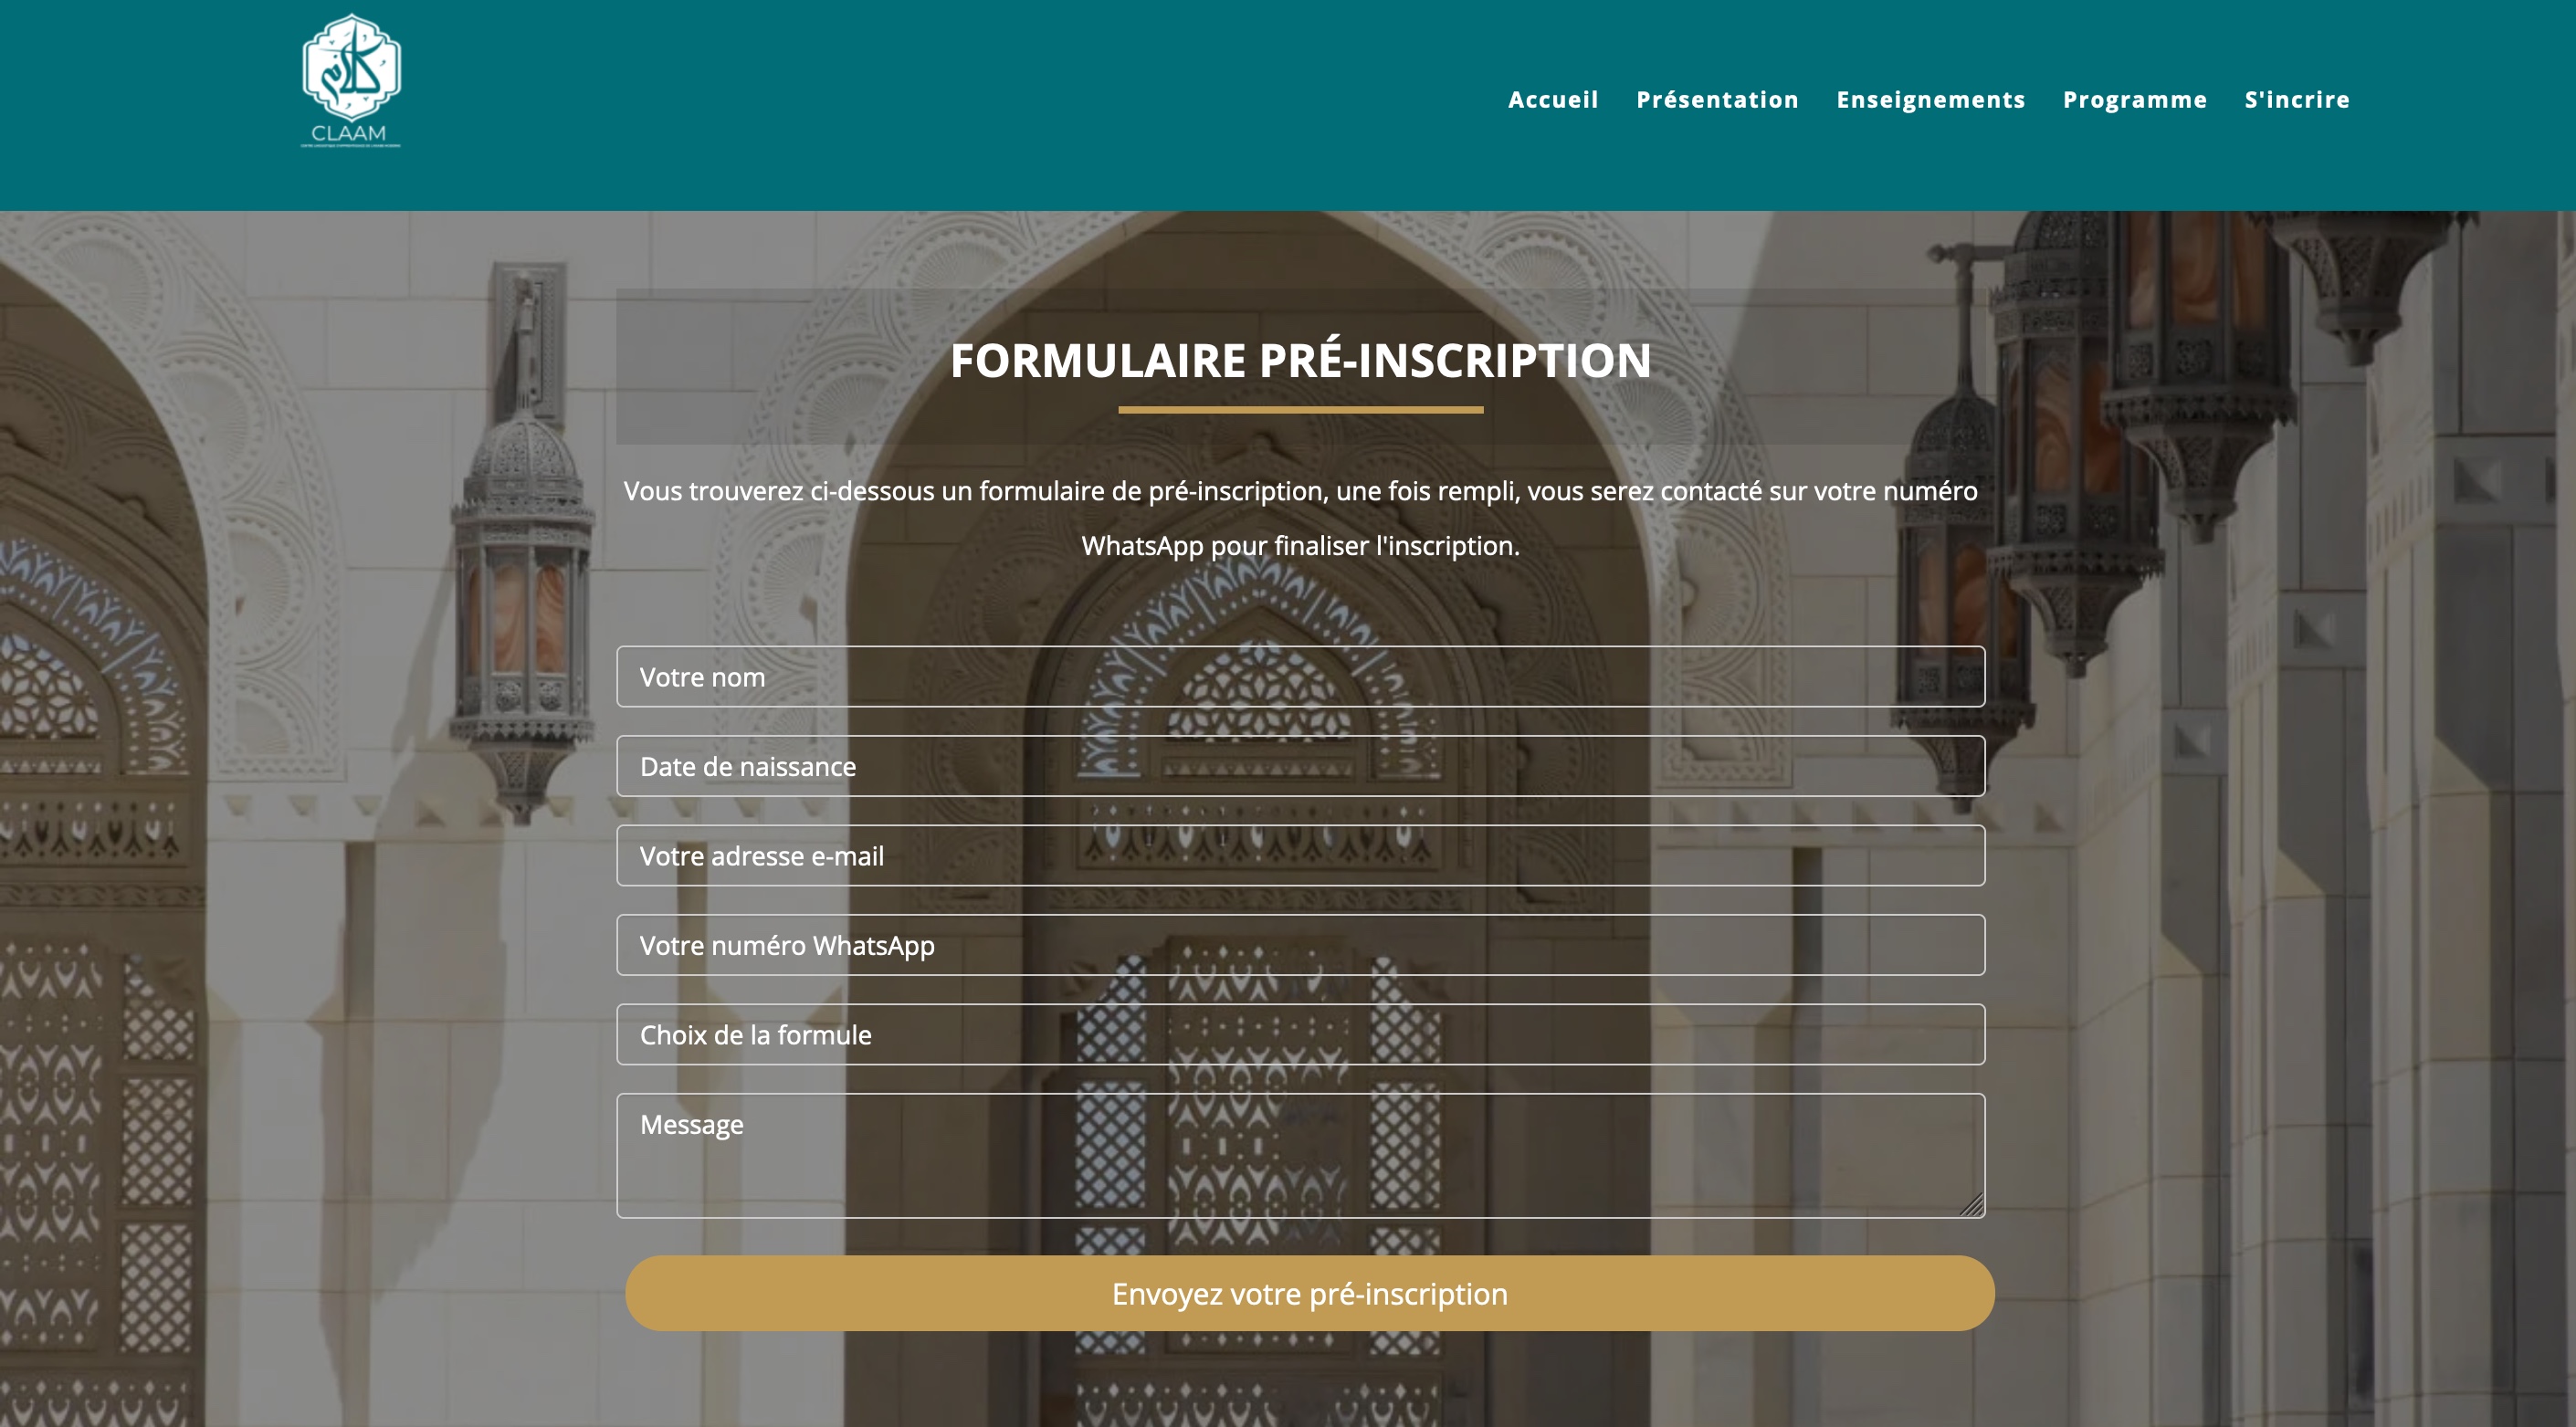 كلام
CLAAM
Accueil Présentation Enseignements Programme S'incrire
FORMULAIRE PRÉ-INSCRIPTION
Vous trouverez ci-dessous un formulaire de pré-inscription, une fois rempli, vous serez contacté sur votre numéro
WhatsApp pour finaliser l'inscription.
Votre nom
Date de naissance
Votre adresse e-mail
Votre numéro WhatsApp
Choix de la formule
Message
Envoyez votre pré-inscription